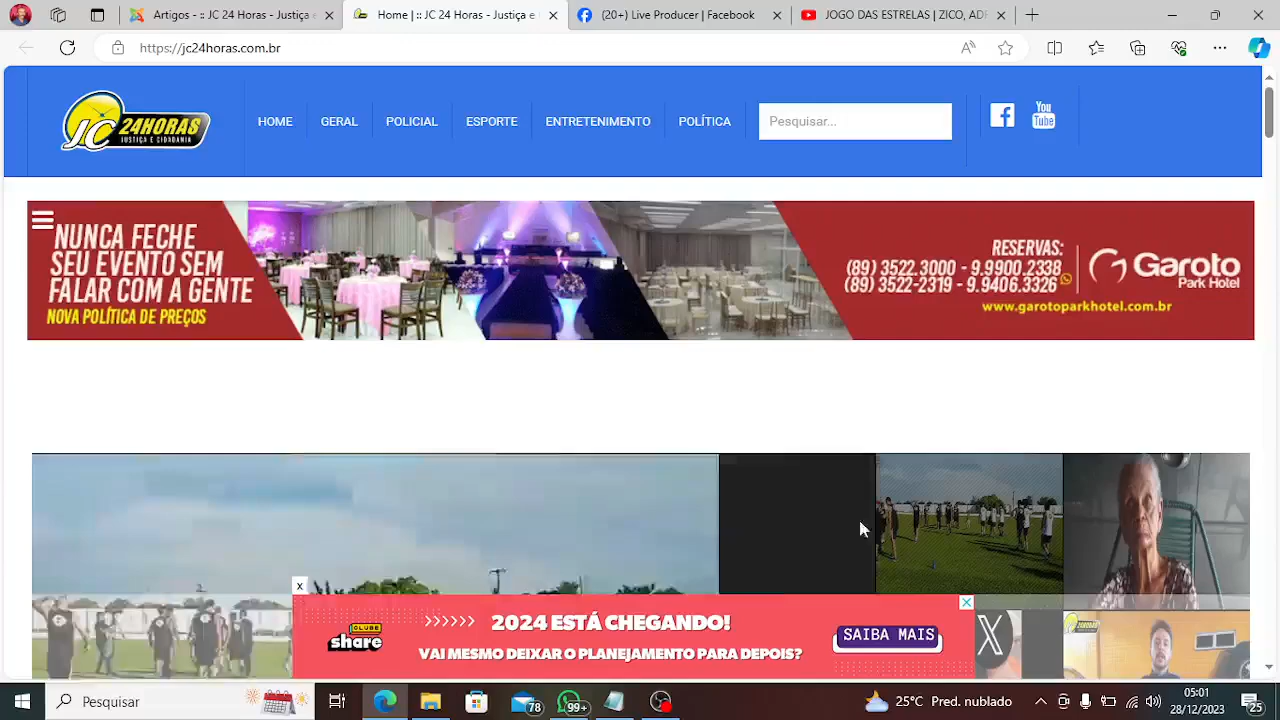 Artigos – JC 24 Horas - Justiça e
Home | :: JC 24 Horas - Justiça e
(20+) Live Producer | Facebook
JOGO DAS ESTRELAS | ZICO, ADR
https://jc24horas.com.br
JC 24HORAS
JUSTIÇA E CIDADANIA
HOME
GERAL
POLICIAL
ESPORTE
ENTRETENIMENTO
POLÍTICA
Pesquisar...
You
Tube
NUNCA FECHE
SEU EVENTO SEM
FALAR COM A GENTE
NOVA POLÍTICA DE PREÇOS
RESERVAS:
(89) 3522.3000 - 9.9900.2338
(89) 3522-2319 - 9.9406.3326
Garoto
Park Hotel
www.garotoparkhotel.com.br
x
CLUBE
share
>>>>>>
2024 ESTÁ CHEGANDO!
VAI MESMO DEIXAR O PLANEJAMENTO PARA DEPOIS?
SAIBA MAIS
Pesquisar
78
99+
25°C Pred. nublado
05:01
28/12/2023
25